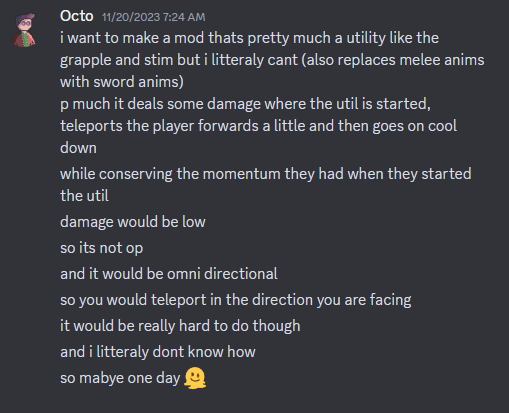 Octo 11/20/2023 7:24 AM
i want to make a mod thats pretty much a utility like the
grapple and stim but i litteraly cant (also replaces melee anims
with sword anims)
p much it deals some damage where the util is started,
teleports the player forwards a little and then goes on cool
down
while conserving the momentum they had when they started
the util
damage would be low
so its not op
and it would be omni directional
so you would teleport in the direction you are facing
it would be really hard to do though
and i litteraly dont know how
so mabye one day 🫠